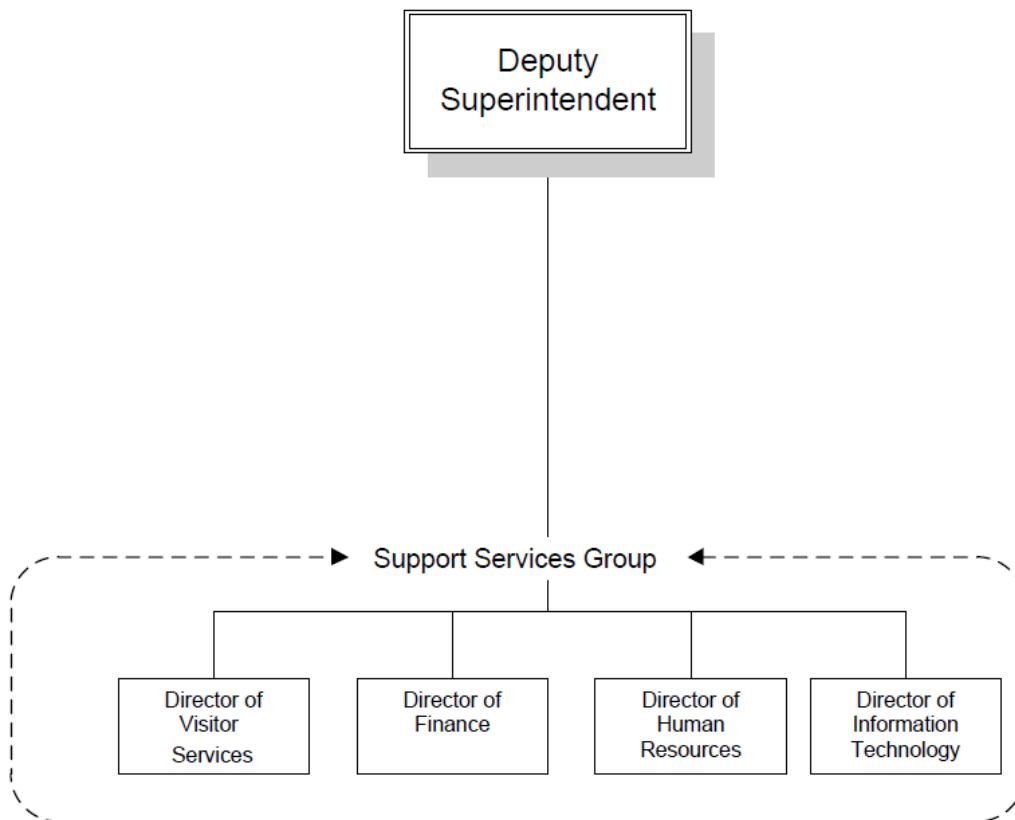 Deputy
Superintendent
Support Services Group
Director of
Visitor
Services
Director of
Finance
Director of
Human
Resources
Director of
Information
Technology